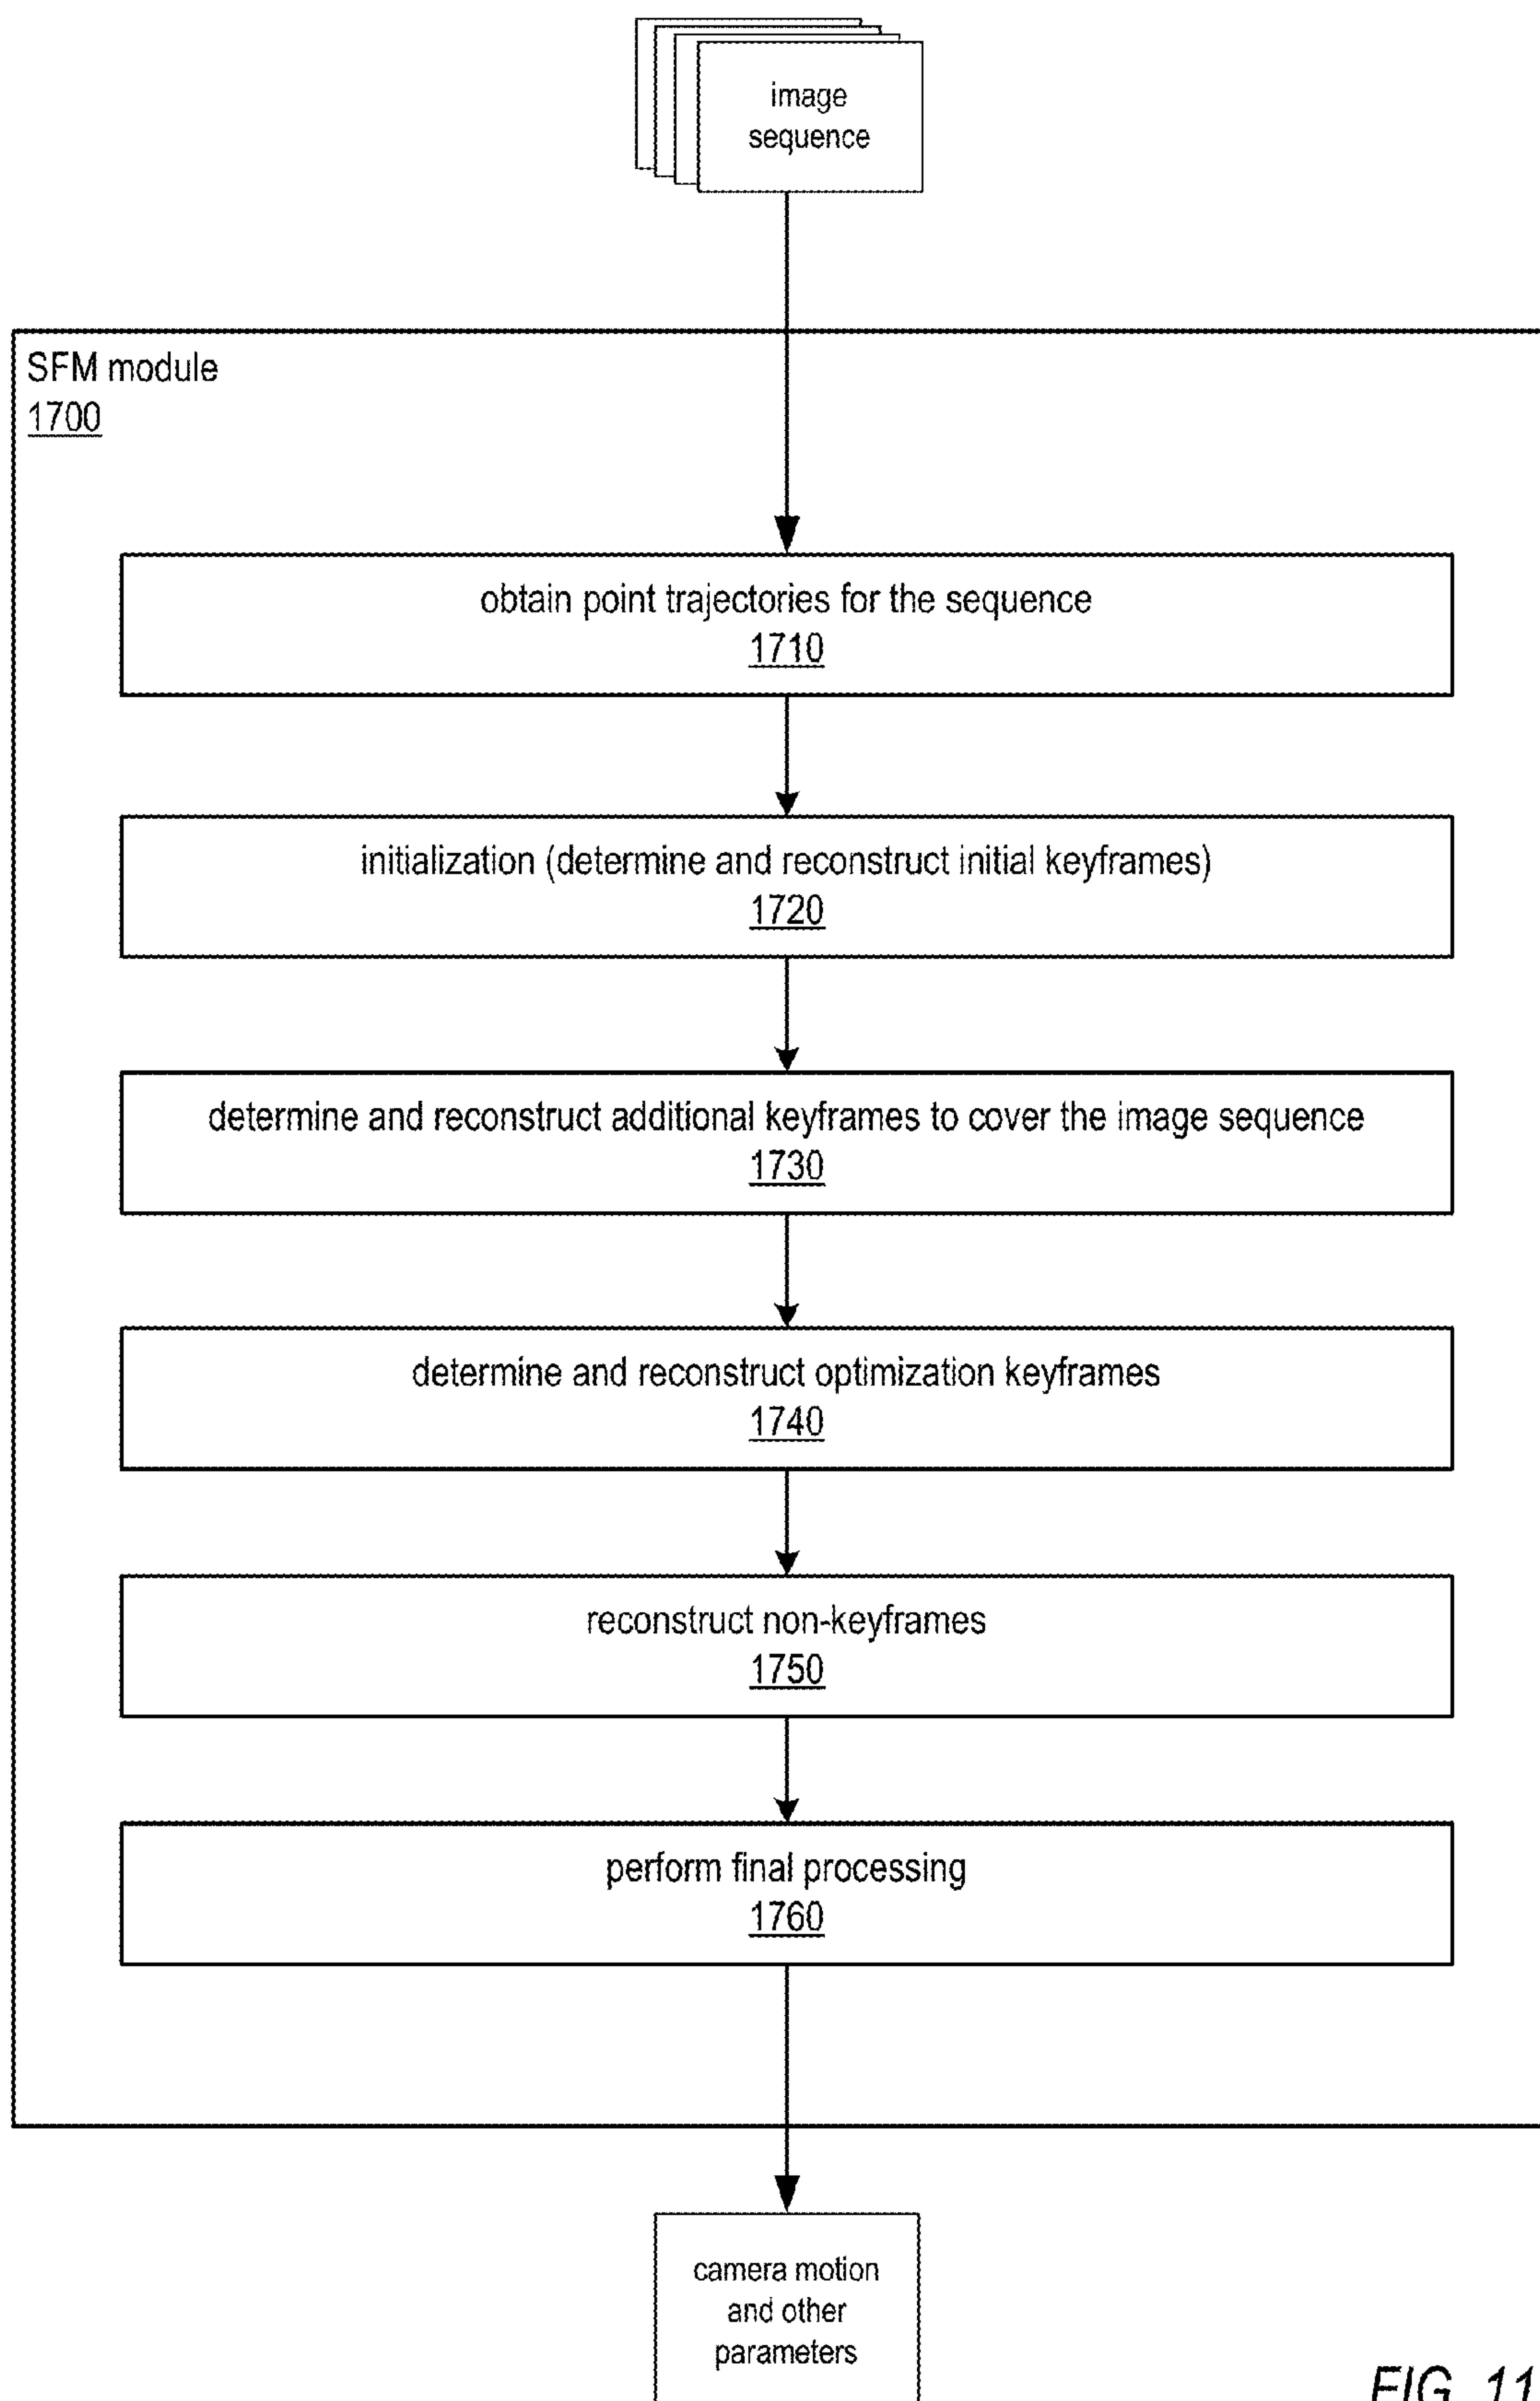 image
sequence
SFM module
1700
obtain point trajectories for the sequence
1710
initialization (determine and reconstruct initial keyframes)
1720
determine and reconstruct additional keyframes to cover the image sequence
1730
determine and reconstruct optimization keyframes
1740
reconstruct non-keyframes
1750
perform final processing
1760
camera motion
and other
parameters
FIG. 11